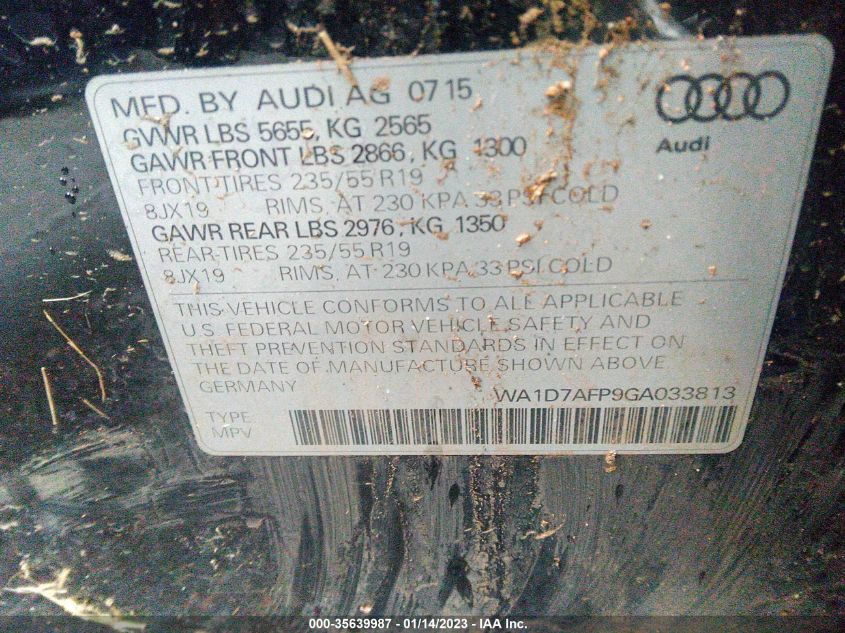 MFD. BY AUDI AG 07 15
GVWR LBS 5655, KG 2565
GAWR FRONT LBS 2866, KG 1300
FRONT-TIRES 235/55 R19
8JX19 RIMS, AT 230 KPA 33 PSI COLD
GAWR REAR LBS 2976, KG 1350
REAR-TIRES 235/55 R19
8JX19 RIMS, AT 230 KPA 33 PSI COLD
Audi
THIS VEHICLE CONFORMS TO ALL APPLICABLE
U.S. FEDERAL MOTOR VEHICLE SAFETY AND
THEFT PREVENTION STANDARDS IN EFFECT ON
THE DATE OF MANUFACTURE SHOWN ABOVE
GERMANY WA1D7AFP9GA033813
TYPE:
MPV
000-35639987 - 01/14/2023 - IAA Inc.